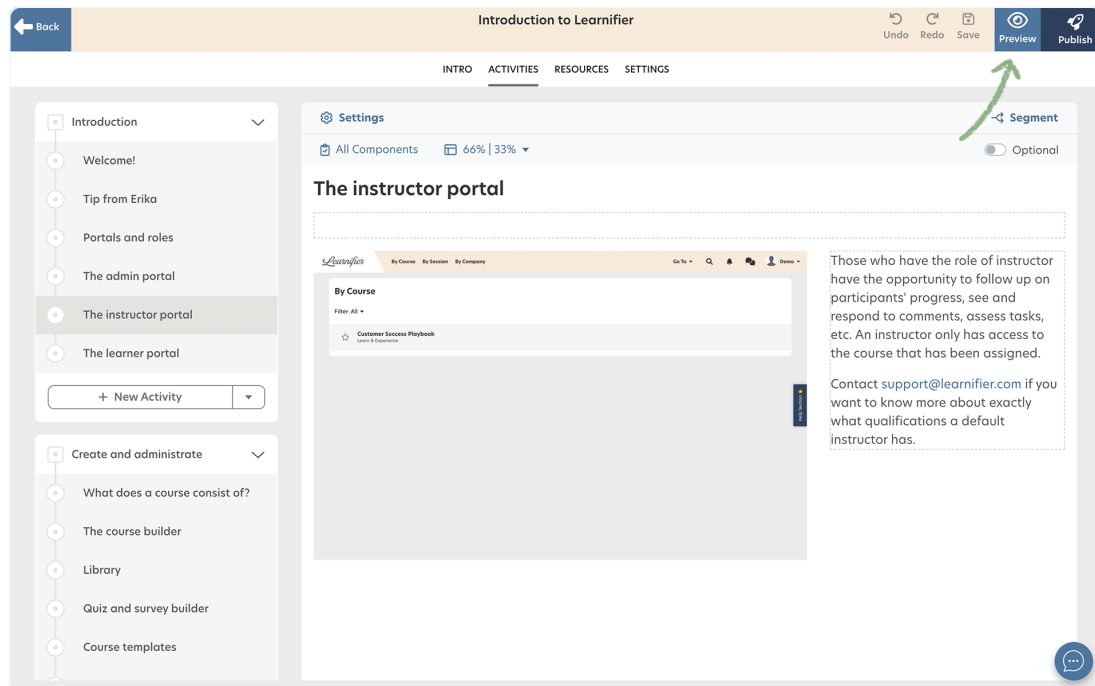 Back
Introduction to Learnifier
Undo
Redo
Save
Preview
Publish
INTRO
ACTIVITIES
RESOURCES
SETTINGS
Introduction
Welcome!
Tip from Erika
Portals and roles
The admin portal
The instructor portal
The learner portal
+ New Activity
Create and administrate
What does a course consist of?
The course builder
Library
Quiz and survey builder
Course templates
Settings
Segment
All Components
66% | 33%
Optional
The instructor portal
Learnifier
By Course
By Session
By Company
Go To
Demo
By Course
Filter: All
Customer Success Playbook
Learn & Experience
Help Section
Those who have the role of instructor
have the opportunity to follow up on
participants' progress, see and
respond to comments, assess tasks,
etc. An instructor only has access to
the course that has been assigned.
Contact support@learnifier.com if you
want to know more about exactly
what qualifications a default
instructor has.